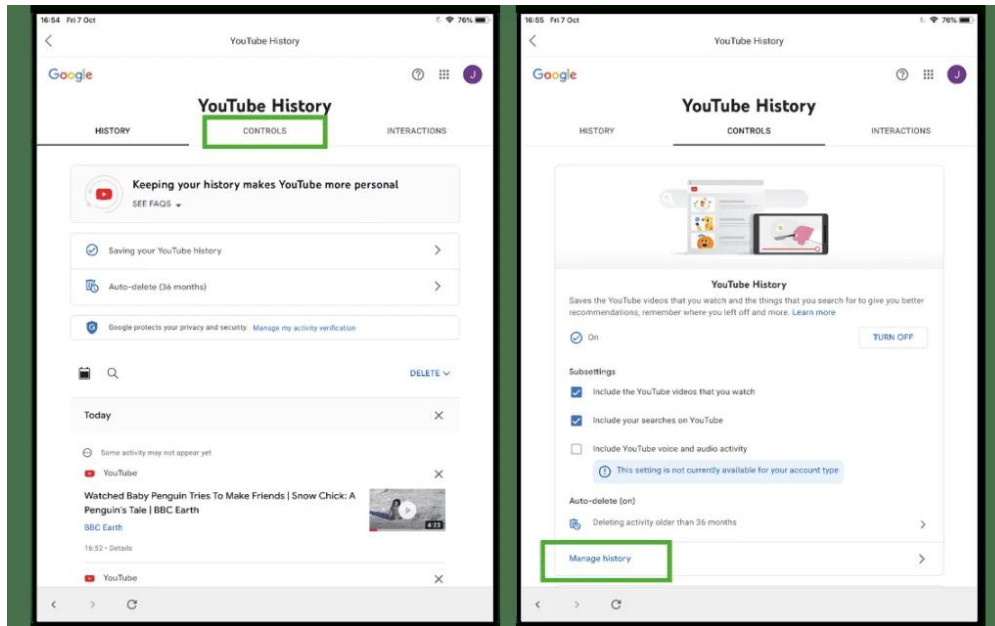 16:54 Fri 7 Oct
76%
YouTube History
Google
J
YouTube History
HISTORY CONTROLS INTERACTIONS
Keeping your history makes YouTube more personal
SEE FAQS
Saving your YouTube history
Auto-delete (36 months)
Google protects your privacy and security. Manage my activity verification
DELETE
Today
Some activity may not appear yet
YouTube
Watched Baby Penguin Tries To Make Friends | Snow Chick: A
Penguin's Tale | BBC Earth
BBC Earth
4:23
16:52 • Details
YouTube
16:55 Fri 7 Oct
76%
YouTube History
Google
J
YouTube History
HISTORY CONTROLS INTERACTIONS
YouTube History
Saves the YouTube videos that you watch and the things that you search for to give you better
recommendations, remember where you left off and more. Learn more
On
TURN OFF
Subsettings
Include the YouTube videos that you watch
Include your searches on YouTube
Include YouTube voice and audio activity
This setting is not currently available for your account type
Auto-delete (on)
Deleting activity older than 36 months
Manage history